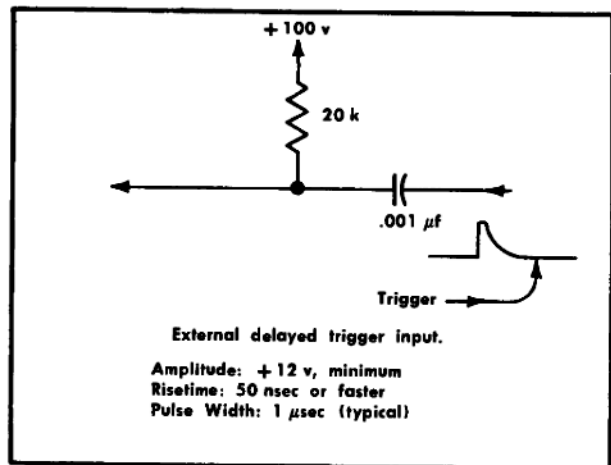 +100 v
20 k
.001 μf
Trigger
External delayed trigger input.
Amplitude: +12 v, minimum
Risetime: 50 nsec or faster
Pulse Width: 1 μsec (typical)